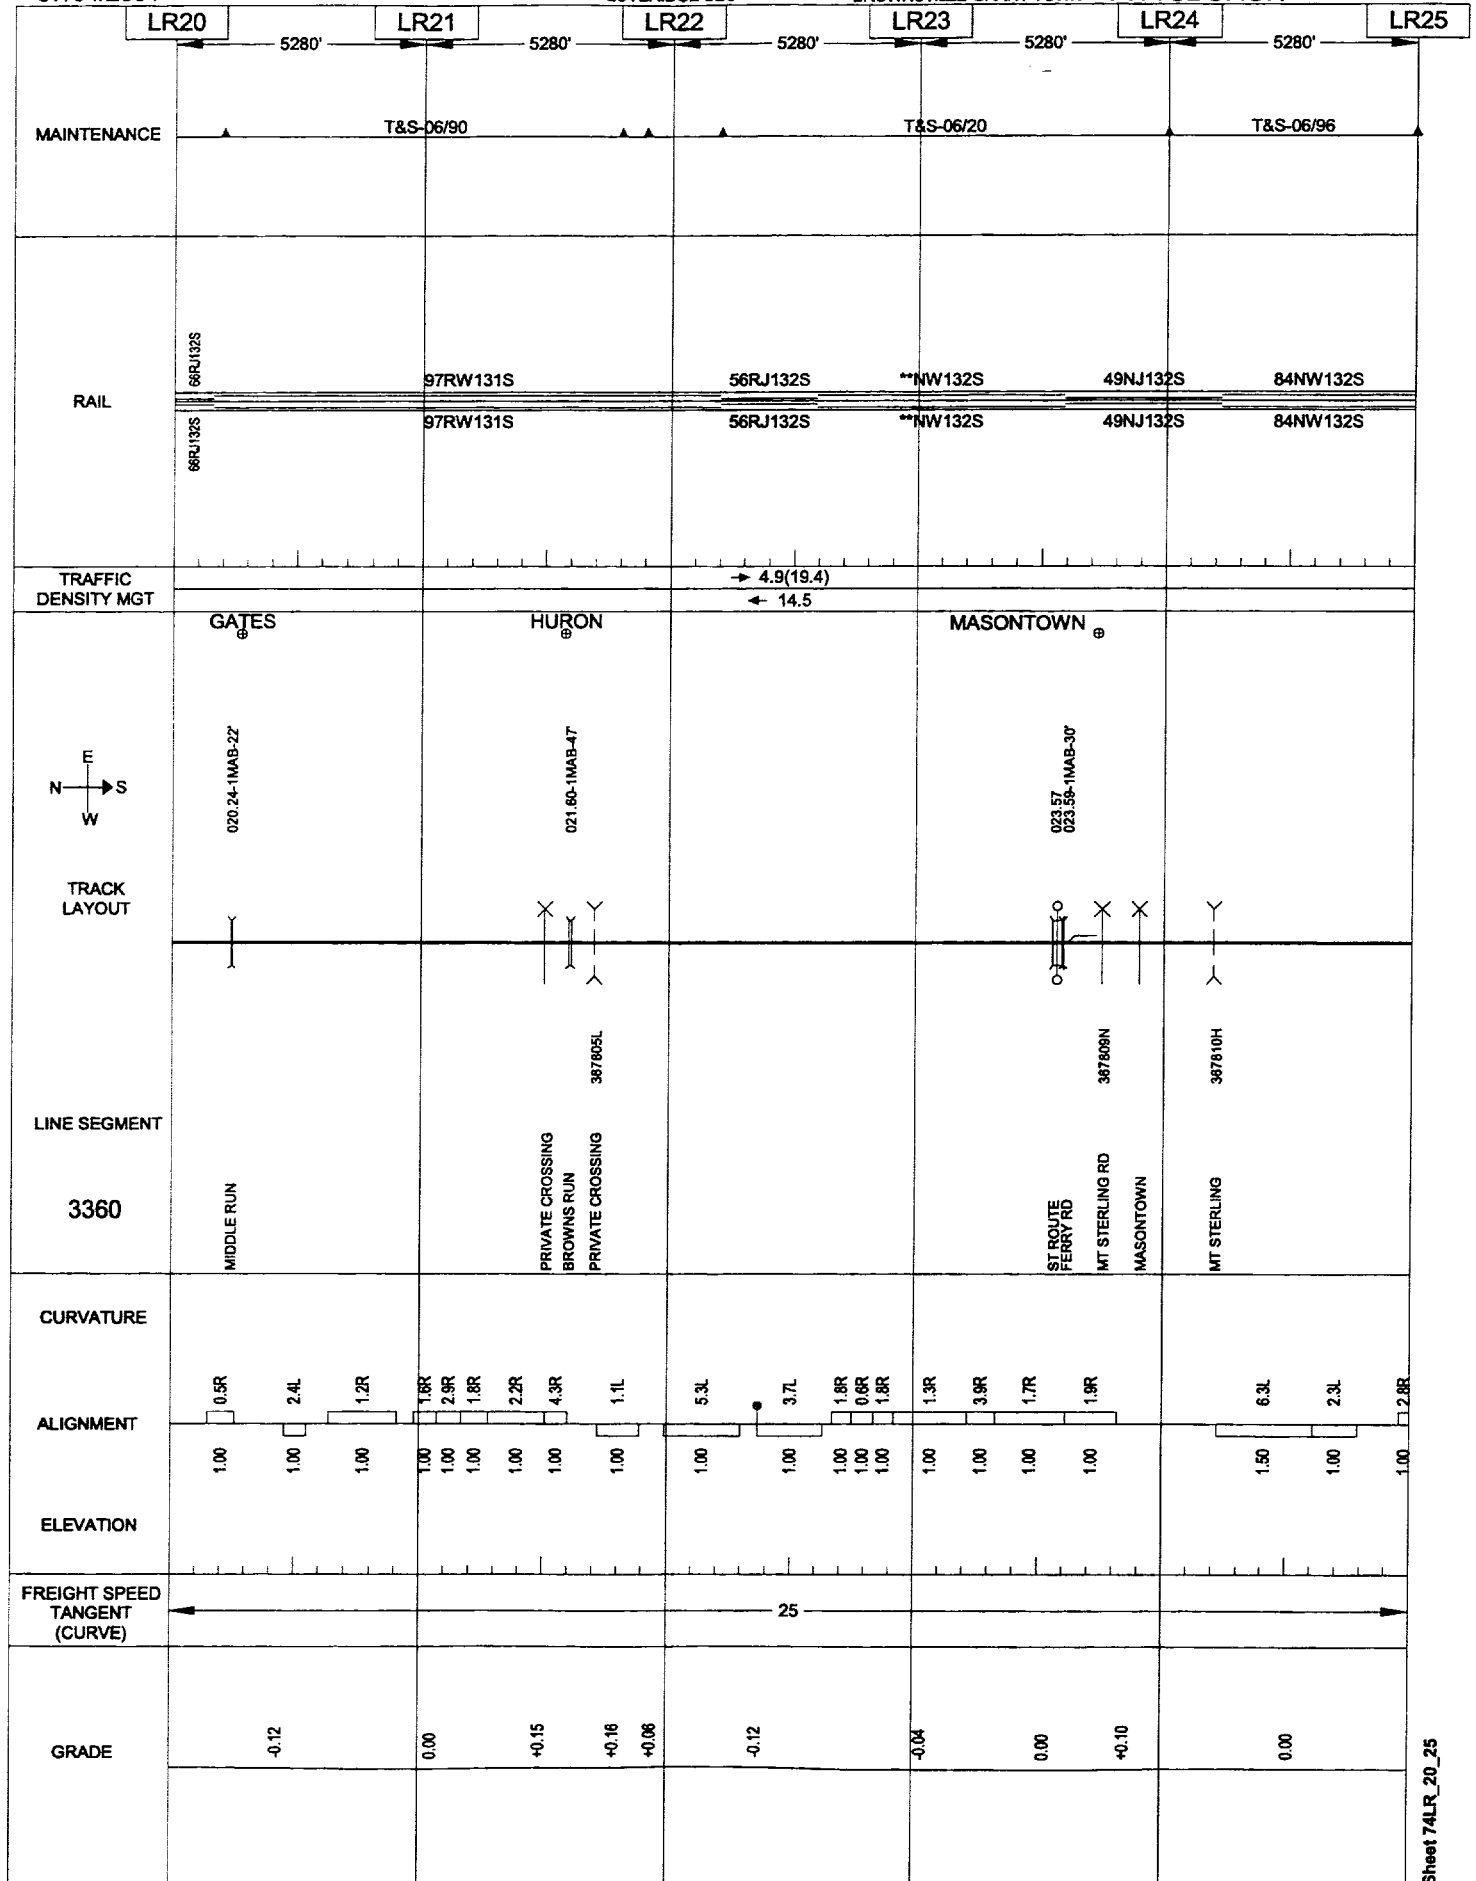 LR20 LR21 LR22 LR23 LR24 LR25
5280' 5280' 5280' 5280' 5280'
MAINTENANCE
T&S-06/90 T&S-06/20 T&S-06/96
RAIL
66RJ132S 97RW131S 56RJ132S **NW132S 49NJ132S 84NW132S
66RJ132S 97RW131S 56RJ132S **NW132S 49NJ132S 84NW132S
TRAFFIC
DENSITY MGT
4.9(19.4)
14.5
GATES HURON MASONTOWN
E
N S
W
020.24-1MAB-22'
021.60-1MAB-47'
023.57
023.59-1MAB-30'
TRACK
LAYOUT
387805L
387809N
387810H
LINE SEGMENT
3360
MIDDLE RUN
PRIVATE CROSSING
BROWNS RUN
PRIVATE CROSSING
ST ROUTE
FERRY RD
MT STERLING RD
MASONTOWN
MT STERLING
CURVATURE
ALIGNMENT
0.5R 2.4L 1.2R 1.6R 2.9R 1.8R 2.2R 4.3R 1.1L 5.3L 3.7L 1.8R 0.6R 1.8R 1.3R 3.9R 1.7R 1.9R 6.3L 2.3L 2.8R
1.00 1.00 1.00 1.00 1.00 1.00 1.00 1.00 1.00 1.00 1.00 1.00 1.00 1.00 1.00 1.00 1.00 1.00 1.50 1.00 1.00
ELEVATION
FREIGHT SPEED
TANGENT
(CURVE)
25
GRADE
-0.12 0.00 +0.15 +0.16 +0.06 -0.12 -0.04 0.00 +0.10 0.00
Sheet 74LR_20_25